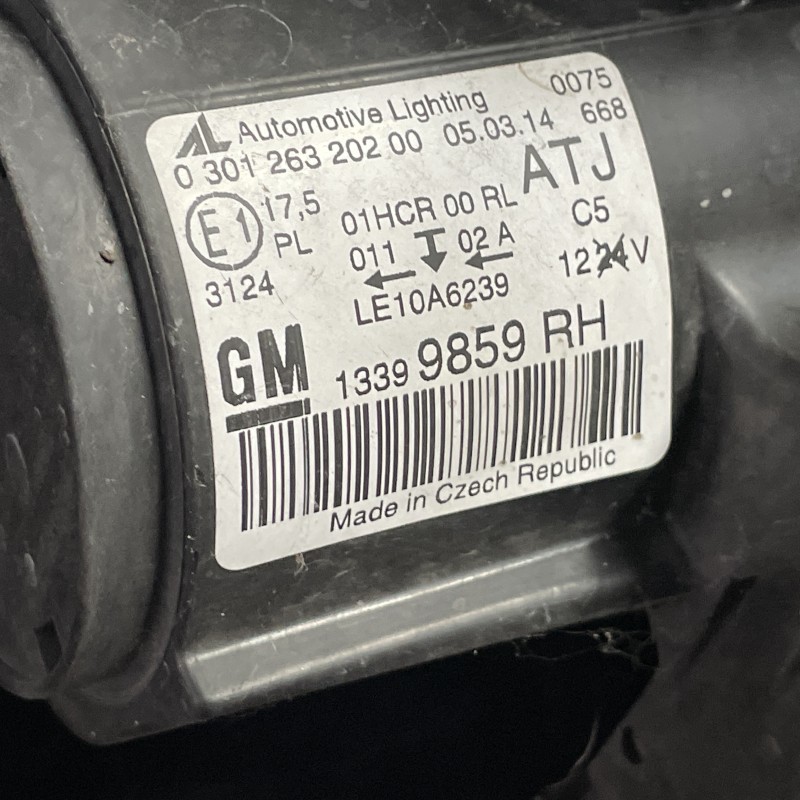 AL Automotive Lighting 0075
0 301 263 202 00 05.03.14 668
ATJ
E1 17,5 01HCR 00 RL C5
PL 011 02 A 12 24 V
3124 LE10A6239
GM 1339 9859 RH
Made in Czech Republic